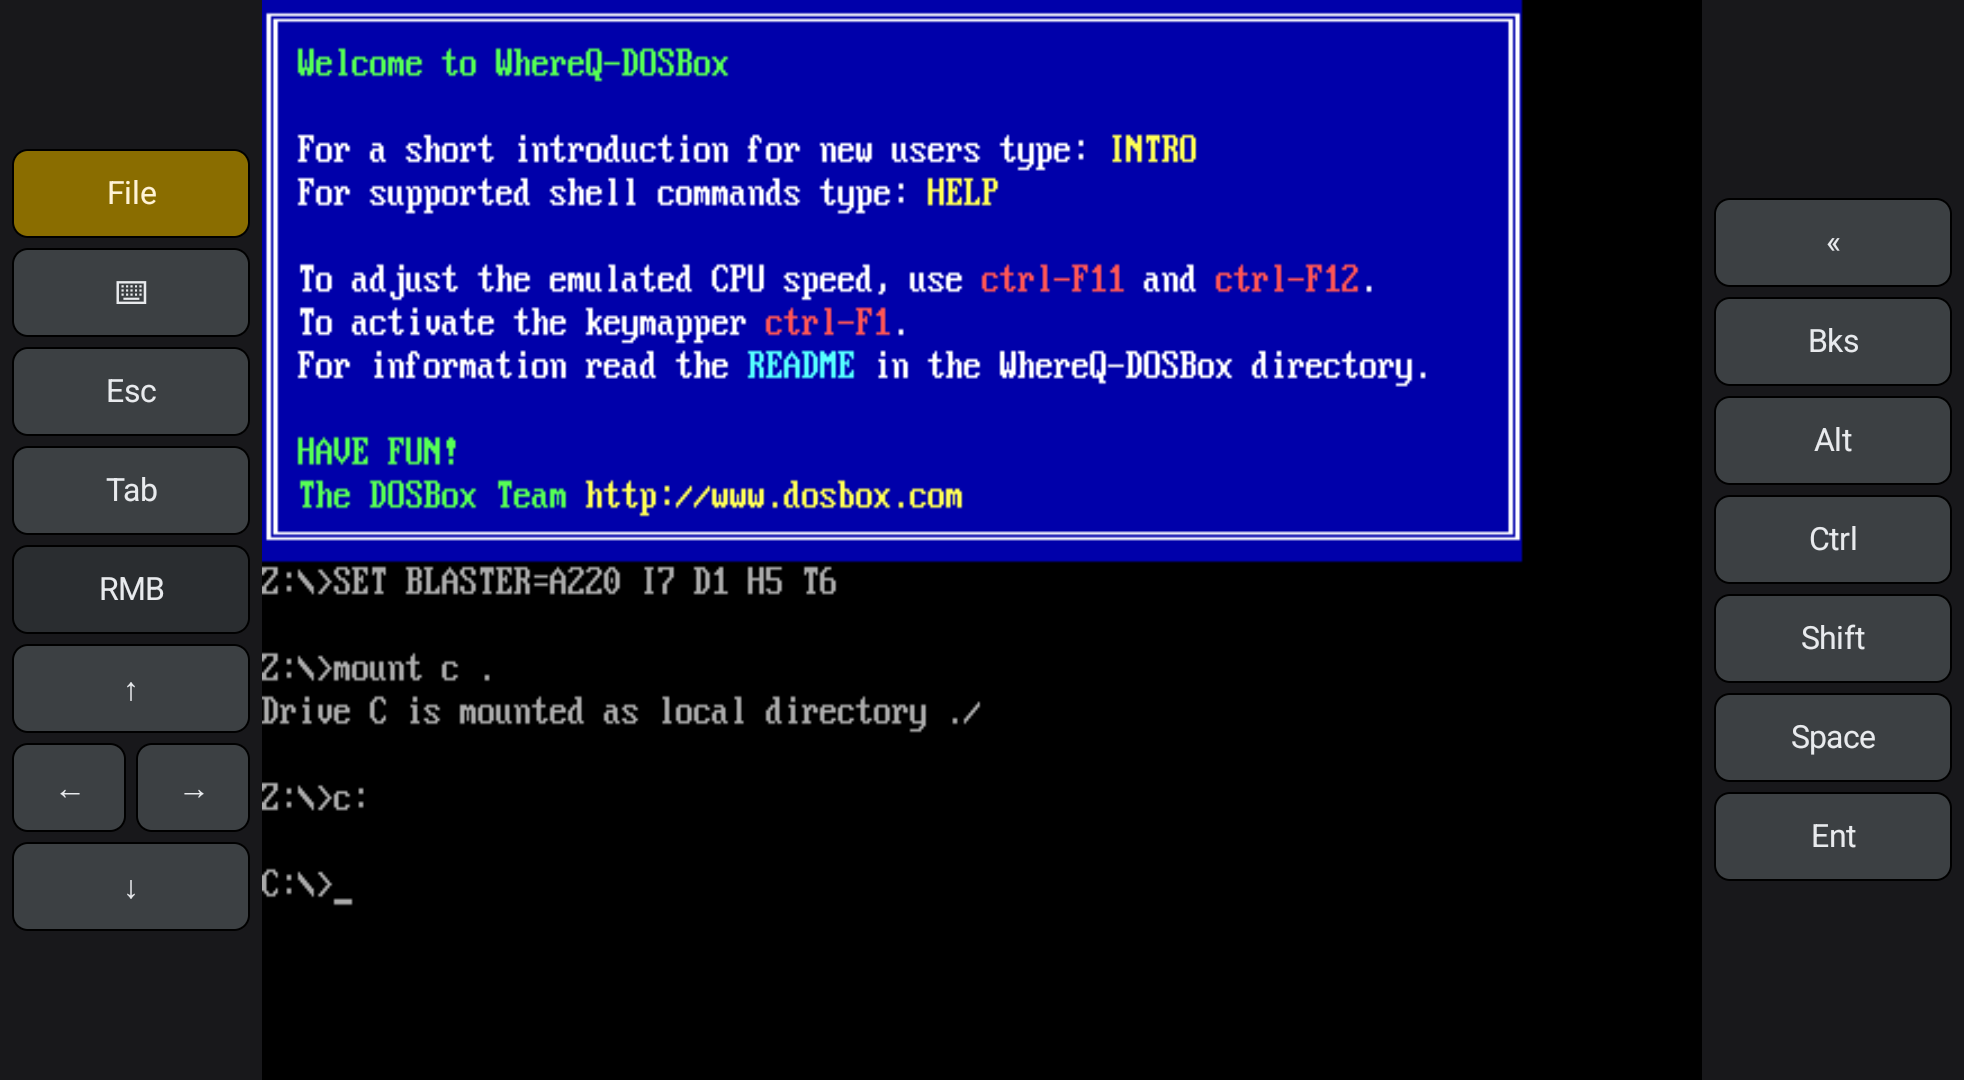 Welcome to WhereQ-DOSBox
For a short introduction for new users type: INTRO
For supported shell commands type: HELP
To adjust the emulated CPU speed, use ctrl-F11 and ctrl-F12.
To activate the keymapper ctrl-F1.
For information read the README in the WhereQ-DOSBox directory.
HAVE FUN!
The DOSBox Team http://www.dosbox.com
Z:\>SET BLASTER=A220 I7 D1 H5 T6
Z:\>mount c .
Drive C is mounted as local directory ./
Z:\>c:
C:\>_
File
Esc
Tab
RMB
↑
← →
↓
«
Bks
Alt
Ctrl
Shift
Space
Ent